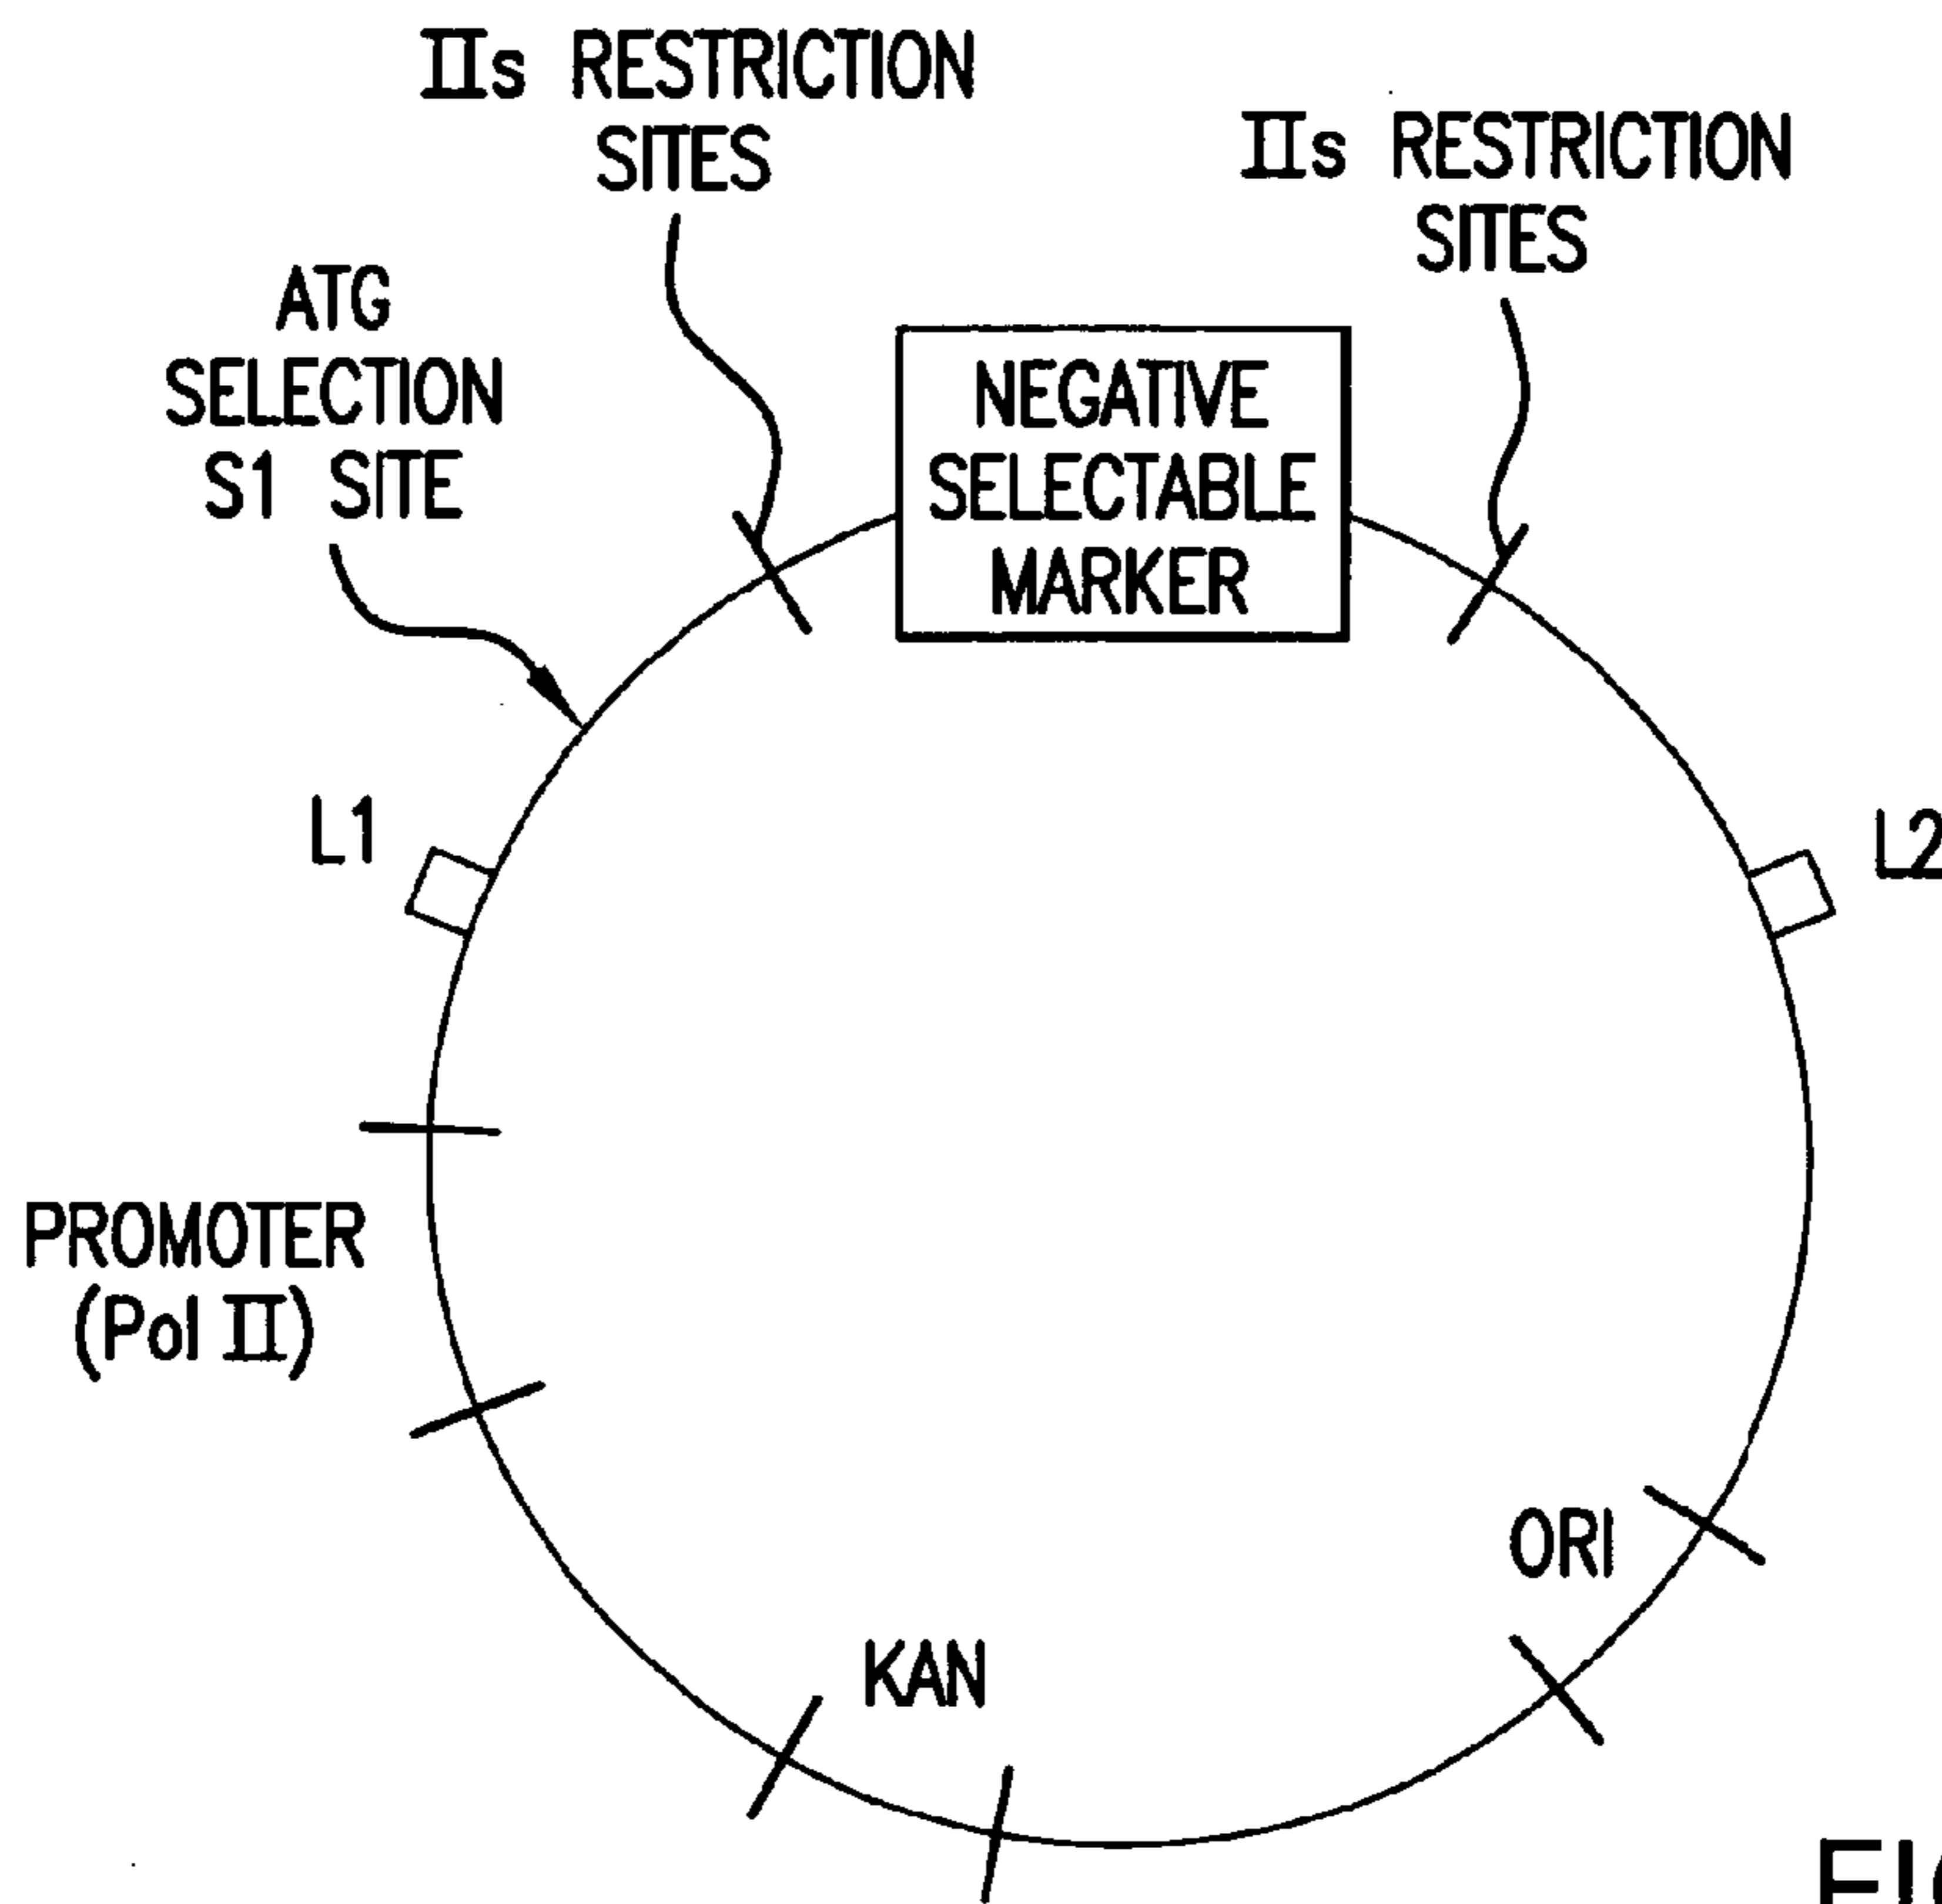 IIs RESTRICTION
SITES
IIs RESTRICTION
SITES
ATG
SELECTION
S1 SITE
NEGATIVE
SELECTABLE
MARKER
L1
L2
PROMOTER
(Pol II)
ORI
KAN